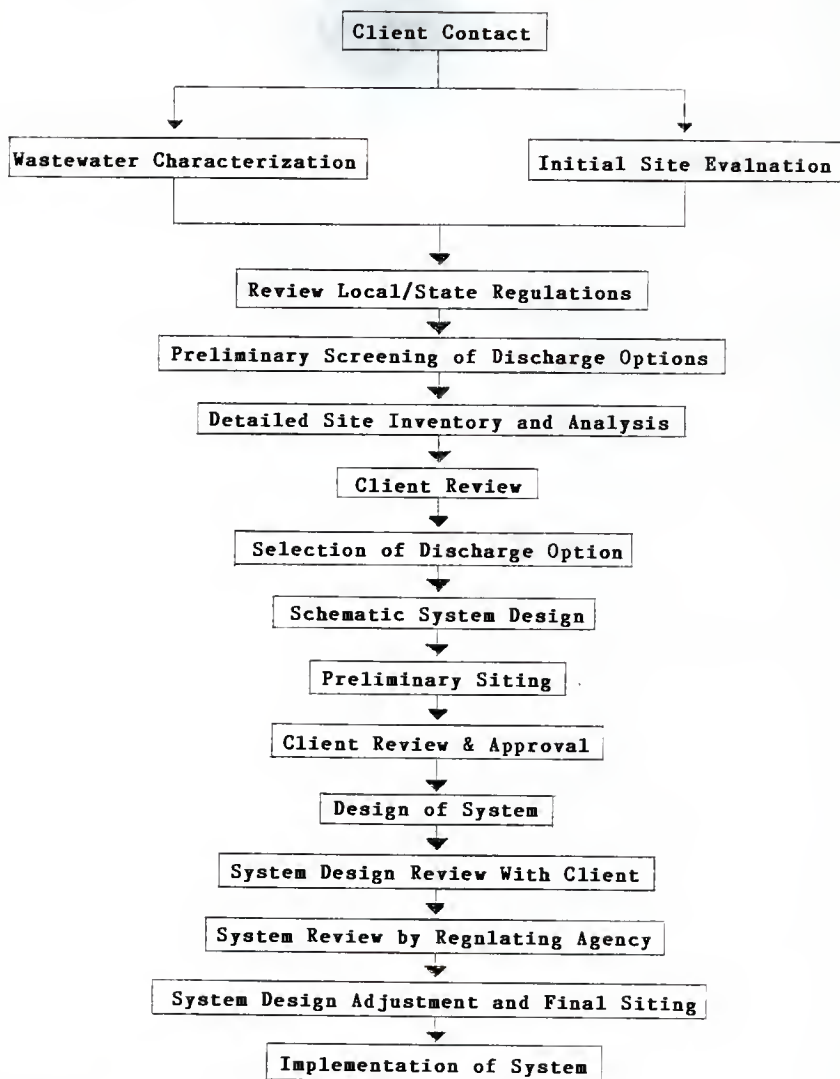 Client Contact
Wastewater Characterization
Initial Site Evalnation
Review Local/State Regulations
Preliminary Screening of Discharge Options
Detailed Site Inventory and Analysis
Client Review
Selection of Discharge Option
Schematic System Design
Preliminary Siting
Client Review & Approval
Design of System
System Design Review With Client
System Review by Regnlating Agency
System Design Adjustment and Final Siting
Implementation of System